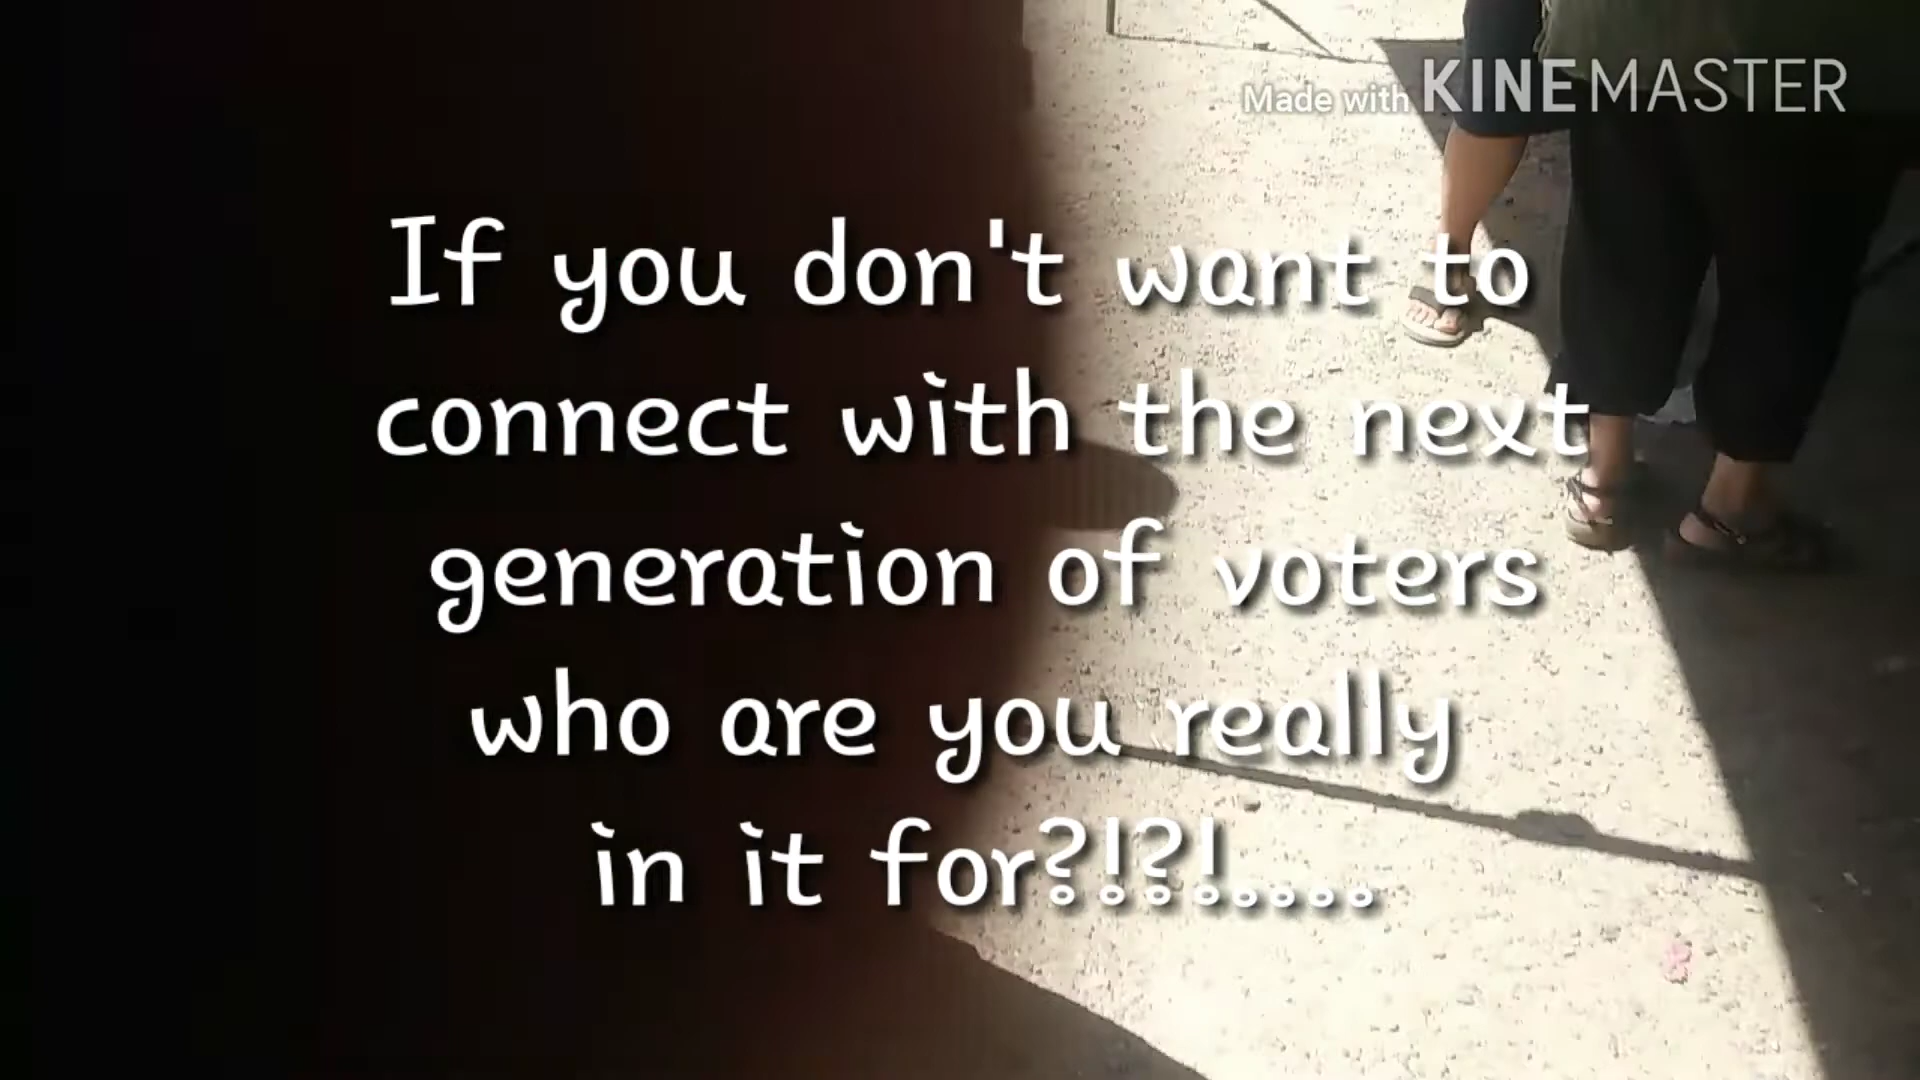 Made with KINEMASTER
If you don't want to
connect with the next
generation of voters
who are you really
in it for?!?!....